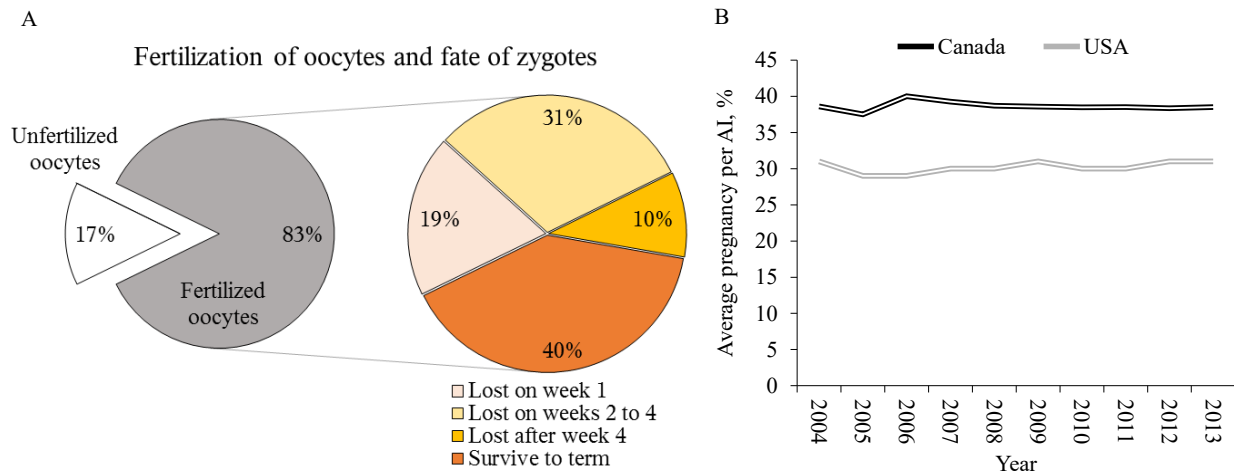 A
Fertilization of oocytes and fate of zygotes
Unfertilized
oocytes
17%
83%
Fertilized
oocytes
31%
19%
10%
40%
Lost on week 1
Lost on weeks 2 to 4
Lost after week 4
Survive to term
B
Canada
USA
Average pregnancy per AI, %
45
40
35
30
25
20
15
10
5
0
2004
2005
2006
2007
2008
2009
2010
2011
2012
2013
Year